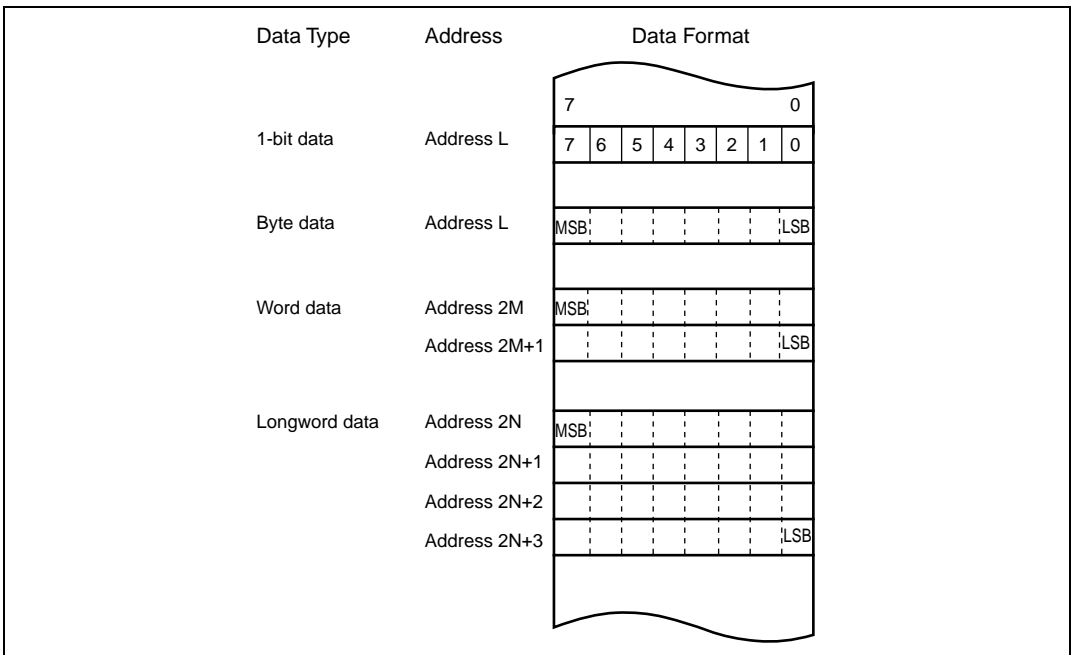 Data Type Address Data Format
7 0
1-bit data Address L 7 6 5 4 3 2 1 0
Byte data Address L MSB LSB
Word data Address 2M MSB
Address 2M+1 LSB
Longword data Address 2N MSB
Address 2N+1
Address 2N+2
Address 2N+3 LSB